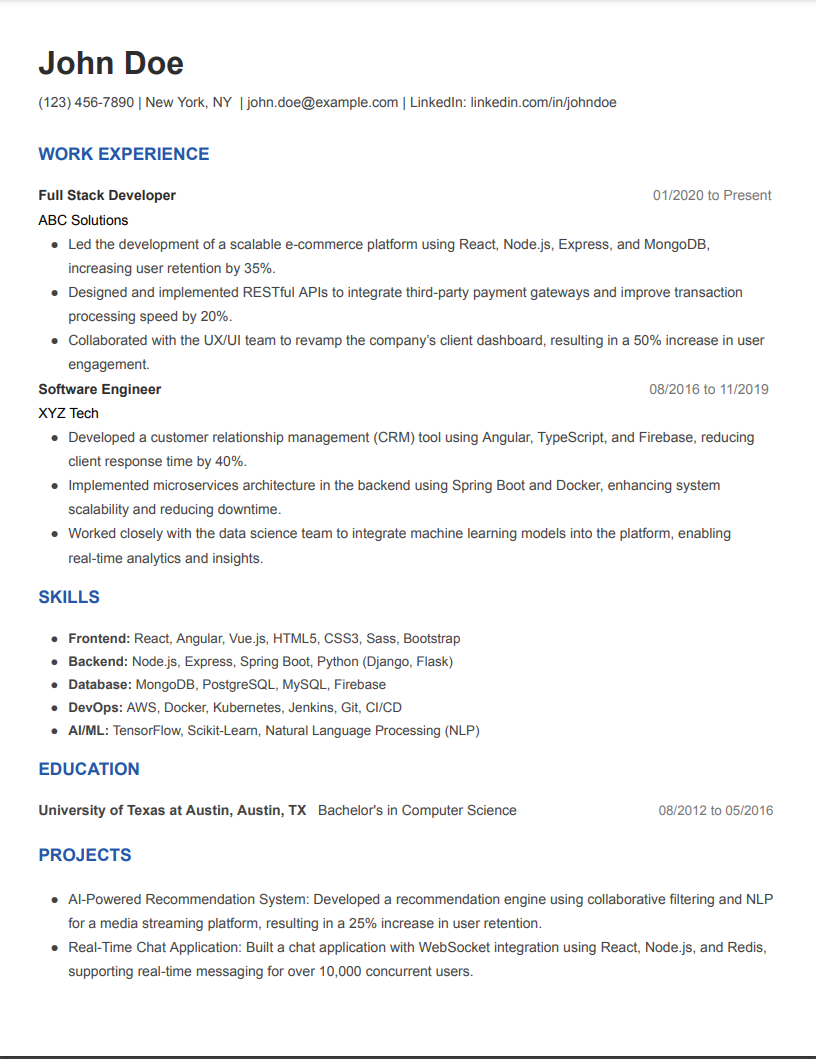 John Doe
(123) 456-7890 | New York, NY | john.doe@example.com | LinkedIn: linkedin.com/in/johndoe
WORK EXPERIENCE
Full Stack Developer 01/2020 to Present
ABC Solutions
● Led the development of a scalable e-commerce platform using React, Node.js, Express, and MongoDB,
increasing user retention by 35%.
● Designed and implemented RESTful APIs to integrate third-party payment gateways and improve transaction
processing speed by 20%.
● Collaborated with the UX/UI team to revamp the company’s client dashboard, resulting in a 50% increase in user
engagement.
Software Engineer 08/2016 to 11/2019
XYZ Tech
● Developed a customer relationship management (CRM) tool using Angular, TypeScript, and Firebase, reducing
client response time by 40%.
● Implemented microservices architecture in the backend using Spring Boot and Docker, enhancing system
scalability and reducing downtime.
● Worked closely with the data science team to integrate machine learning models into the platform, enabling
real-time analytics and insights.
SKILLS
● Frontend: React, Angular, Vue.js, HTML5, CSS3, Sass, Bootstrap
● Backend: Node.js, Express, Spring Boot, Python (Django, Flask)
● Database: MongoDB, PostgreSQL, MySQL, Firebase
● DevOps: AWS, Docker, Kubernetes, Jenkins, Git, CI/CD
● AI/ML: TensorFlow, Scikit-Learn, Natural Language Processing (NLP)
EDUCATION
University of Texas at Austin, Austin, TX Bachelor's in Computer Science 08/2012 to 05/2016
PROJECTS
● AI-Powered Recommendation System: Developed a recommendation engine using collaborative filtering and NLP
for a media streaming platform, resulting in a 25% increase in user retention.
● Real-Time Chat Application: Built a chat application with WebSocket integration using React, Node.js, and Redis,
supporting real-time messaging for over 10,000 concurrent users.